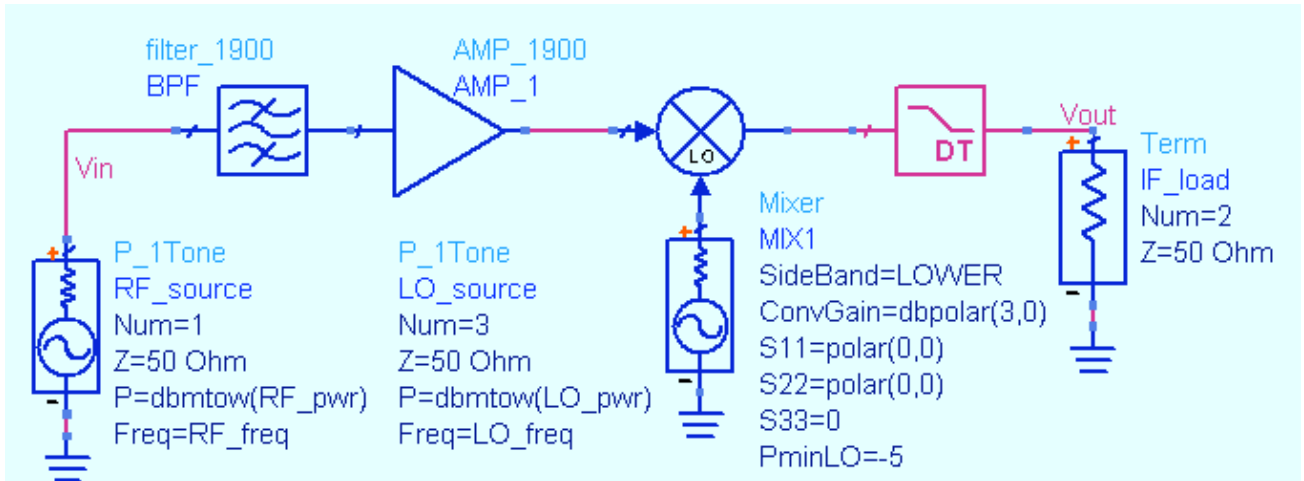 filter_1900
BPF
AMP_1900
AMP_1
Vin
LO
DT
Vout
+
Term
IF_load
Num=2
Z=50 Ohm
-
+
P_1Tone
RF_source
Num=1
Z=50 Ohm
P=dbmtow(RF_pwr)
Freq=RF_freq
-
P_1Tone
LO_source
Num=3
Z=50 Ohm
P=dbmtow(LO_pwr)
Freq=LO_freq
+
-
Mixer
MIX1
SideBand=LOWER
ConvGain=dbpolar(3,0)
S11=polar(0,0)
S22=polar(0,0)
S33=0
PminLO=-5